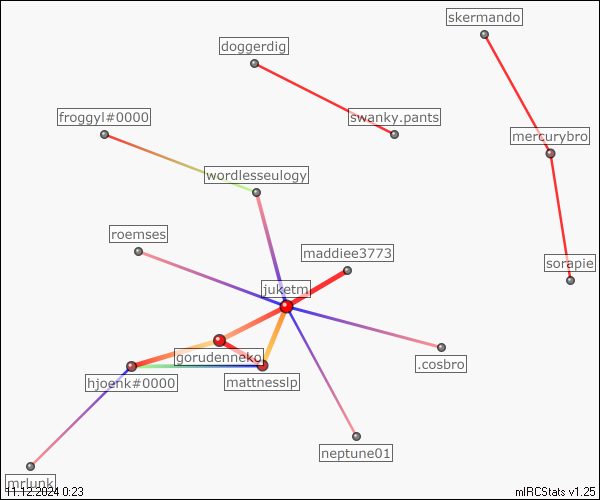 skermando
doggerdig
froggyl#0000
swanky.pants
mercurybro
wordlesseulogy
roemses
maddiee3773
sorapie
juketm
gorudenneko
.cosbro
hjoenk#0000
mattnesslp
neptune01
mrlunk
11.12.2024 0:23
mIRCStats v1.25